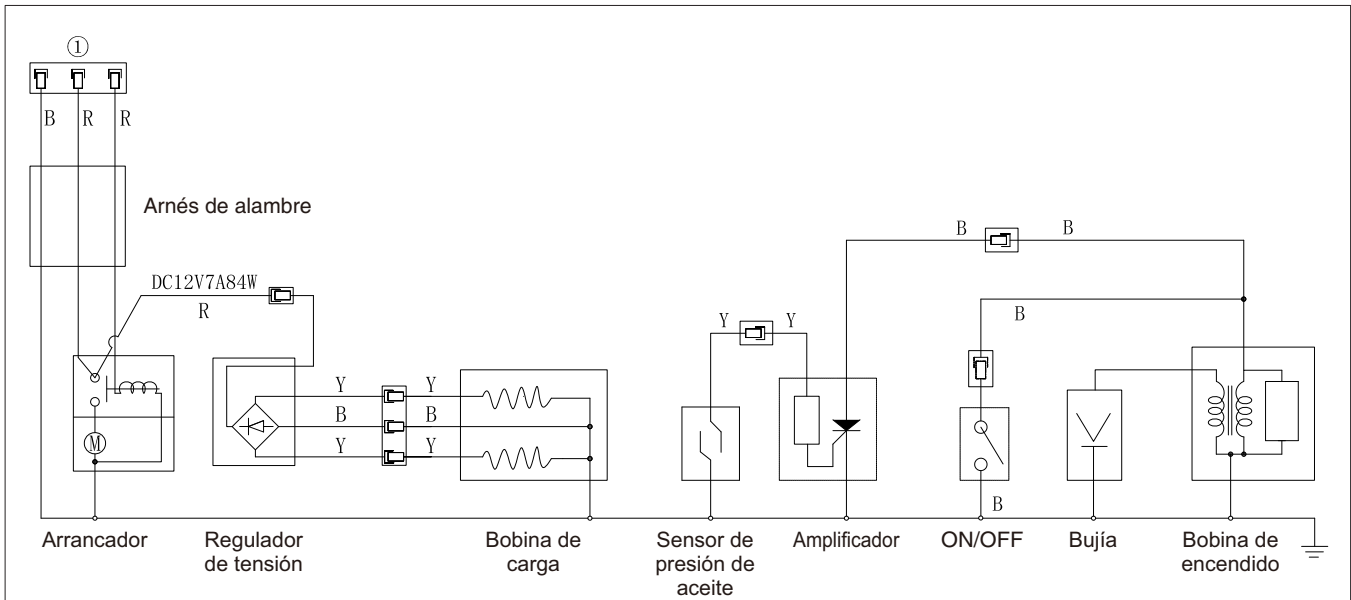 ①
B R R
Arnés de alambre
DC12V7A84W
R
Y Y
B B
Y Y
Y Y
B B
B
B
M
Arrancador
Regulador
de tensión
Bobina de
carga
Sensor de
presión de
aceite
Amplificador
ON/OFF
Bujía
Bobina de
encendido